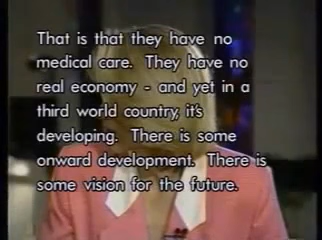 That is that they have no
medical care. They have no
real economy - and yet in a
third world country, it's
developing. There is some
onward development. There is
some vision for the future.